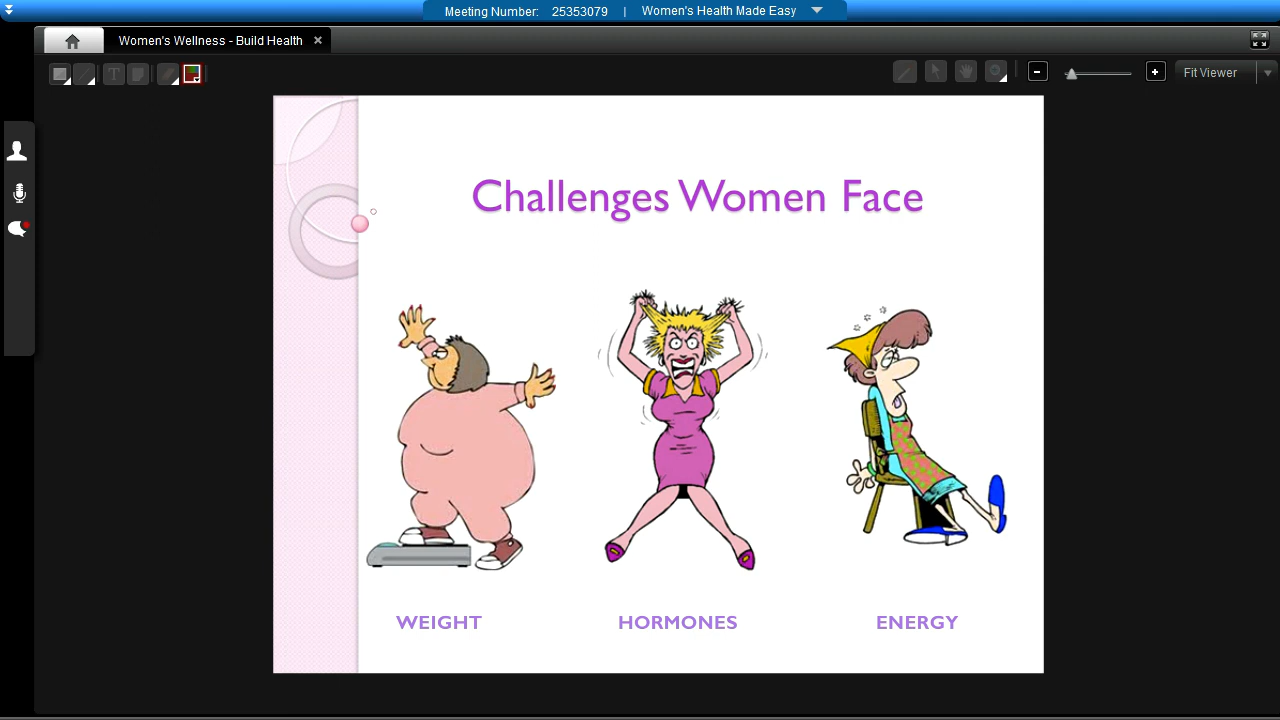 Meeting Number: 25353079 | Women's Health Made Easy
Women's Wellness - Build Health
T
Fit Viewer
Challenges Women Face
WEIGHT
HORMONES
ENERGY